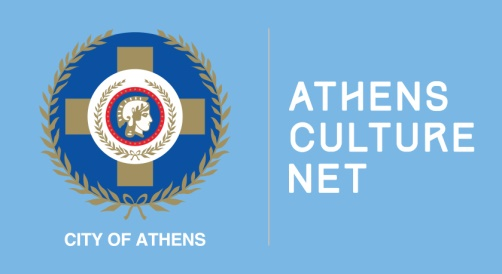 CITY OF ATHENS
ATHENS
CULTURE
NET